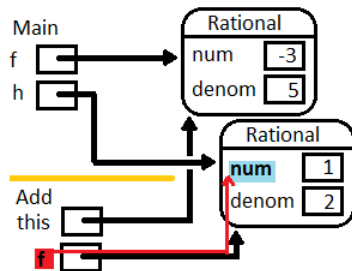 Main
f
h
Rational
num -3
denom 5
Rational
num 1
denom 2
Add
this
f